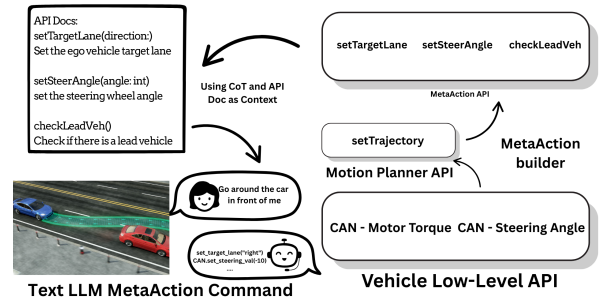 API Docs:
setTargetLane(direction:)
Set the ego vehicle target lane
setSteerAngle(angle: int)
set the steering wheel angle
checkLeadVeh()
Check if there is a lead vehicle
Using CoT and API
Doc as Context
setTargetLane setSteerAngle checkLeadVeh
MetaAction API
setTrajectory
Motion Planner API
MetaAction
builder
CAN - Motor Torque CAN - Steering Angle
Vehicle Low-Level API
Go around the car
in front of me
set_target_lane("right")
CAN.set_steering_val(-10)
....
Text LLM MetaAction Command